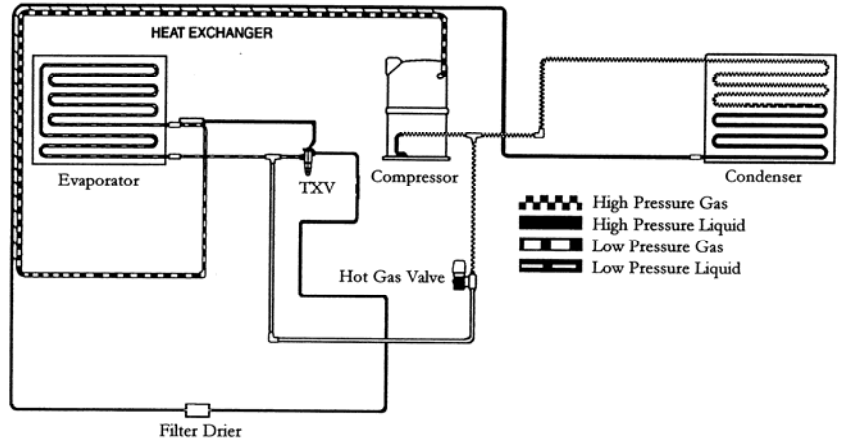 HEAT EXCHANGER
Evaporator
TXV
Compressor
Condenser
High Pressure Gas
High Pressure Liquid
Low Pressure Gas
Low Pressure Liquid
Hot Gas Valve
Filter Drier